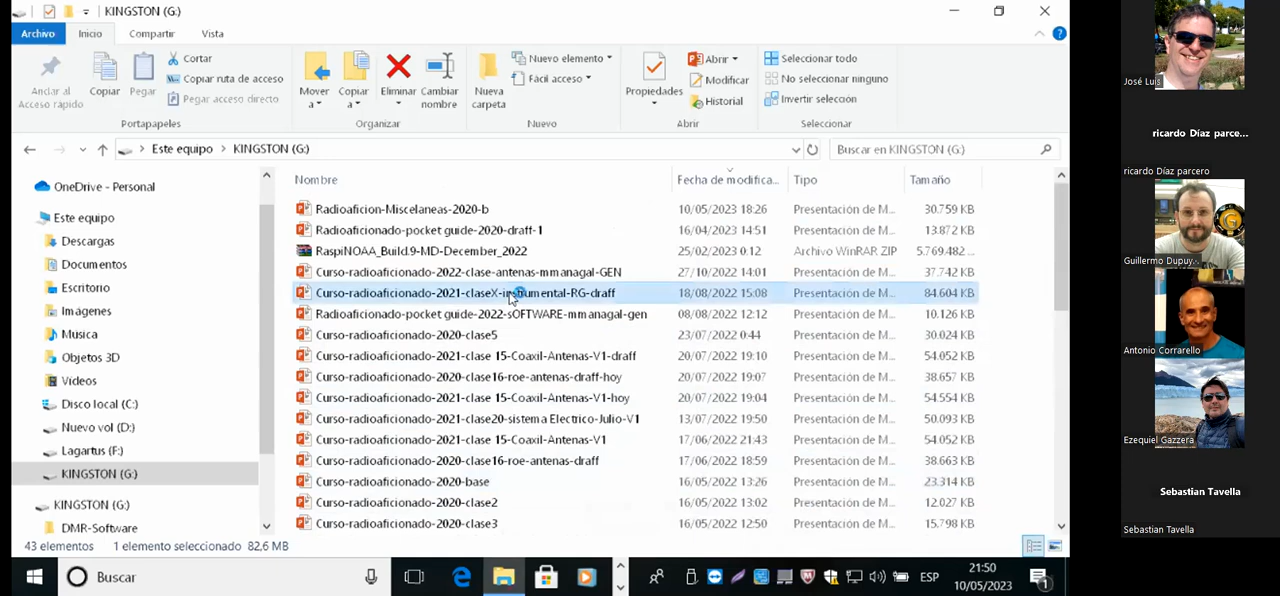 KINGSTON (G:)
Archivo Inicio Compartir Vista
Anclar al Acceso rápido
Copiar
Pegar
Cortar
Copiar ruta de acceso
Pegar acceso directo
Portapapeles
Mover a
Copiar a
Eliminar
Cambiar nombre
Organizar
Nueva carpeta
Nuevo elemento
Fácil acceso
Nuevo
Propiedades
Abrir
Modificar
Historial
Abrir
Seleccionar todo
No seleccionar ninguno
Invertir selección
Seleccionar
Este equipo > KINGSTON (G:)
Buscar en KINGSTON (G:)
OneDrive - Personal
Este equipo
Descargas
Documentos
Escritorio
Imágenes
Música
Objetos 3D
Vídeos
Disco local (C:)
Nuevo vol (D:)
Lagartus (F:)
KINGSTON (G:)
KINGSTON (G:)
DMR-Software
Nombre Fecha de modifica... Tipo Tamaño
Radioaficion-Miscelaneas-2020-b 10/05/2023 18:26 Presentación de M... 30.759 KB
Radioaficionado-pocket guide-2020-draff-1 16/04/2023 14:51 Presentación de M... 13.872 KB
RaspiNOAA_Build.9-MD-December_2022 25/02/2023 0:12 Archivo WinRAR ZIP 5.769.482 ...
Curso-radioaficionado-2022-clase-antenas-mmanagal-GEN 27/10/2022 14:01 Presentación de M... 37.742 KB
Curso-radioaficionado-2021-claseX-instrumental-RG-draff 18/08/2022 15:08 Presentación de M... 84.604 KB
Radioaficionado-pocket guide-2022-sOFTWARE-mmanagal-gen 08/08/2022 12:12 Presentación de M... 10.126 KB
Curso-radioaficionado-2020-clase5 23/07/2022 0:44 Presentación de M... 30.024 KB
Curso-radioaficionado-2021-clase 15-Coaxil-Antenas-V1-draff 20/07/2022 19:10 Presentación de M... 54.052 KB
Curso-radioaficionado-2020-clase16-roe-antenas-draff-hoy 20/07/2022 19:07 Presentación de M... 38.657 KB
Curso-radioaficionado-2021-clase 15-Coaxil-Antenas-V1-hoy 20/07/2022 19:04 Presentación de M... 54.554 KB
Curso-radioaficionado-2021-clase20-sistema Electrico-Julio-V1 13/07/2022 19:50 Presentación de M... 50.093 KB
Curso-radioaficionado-2021-clase 15-Coaxil-Antenas-V1 17/06/2022 21:43 Presentación de M... 54.052 KB
Curso-radioaficionado-2020-clase16-roe-antenas-draff 17/06/2022 18:59 Presentación de M... 38.663 KB
Curso-radioaficionado-2020-base 16/05/2022 13:26 Presentación de M... 23.314 KB
Curso-radioaficionado-2020-clase2 16/05/2022 13:02 Presentación de M... 12.027 KB
Curso-radioaficionado-2020-clase3 16/05/2022 12:50 Presentación de M... 15.798 KB
43 elementos 1 elemento seleccionado 82,6 MB
Buscar
ESP
21:50
10/05/2023
1
José Luis
ricardo Díaz parce...
ricardo Díaz parcero
Guillermo Dupuy...
Antonio Corrarello
Ezequiel Gazzera
Sebastian Tavella
Sebastian Tavella